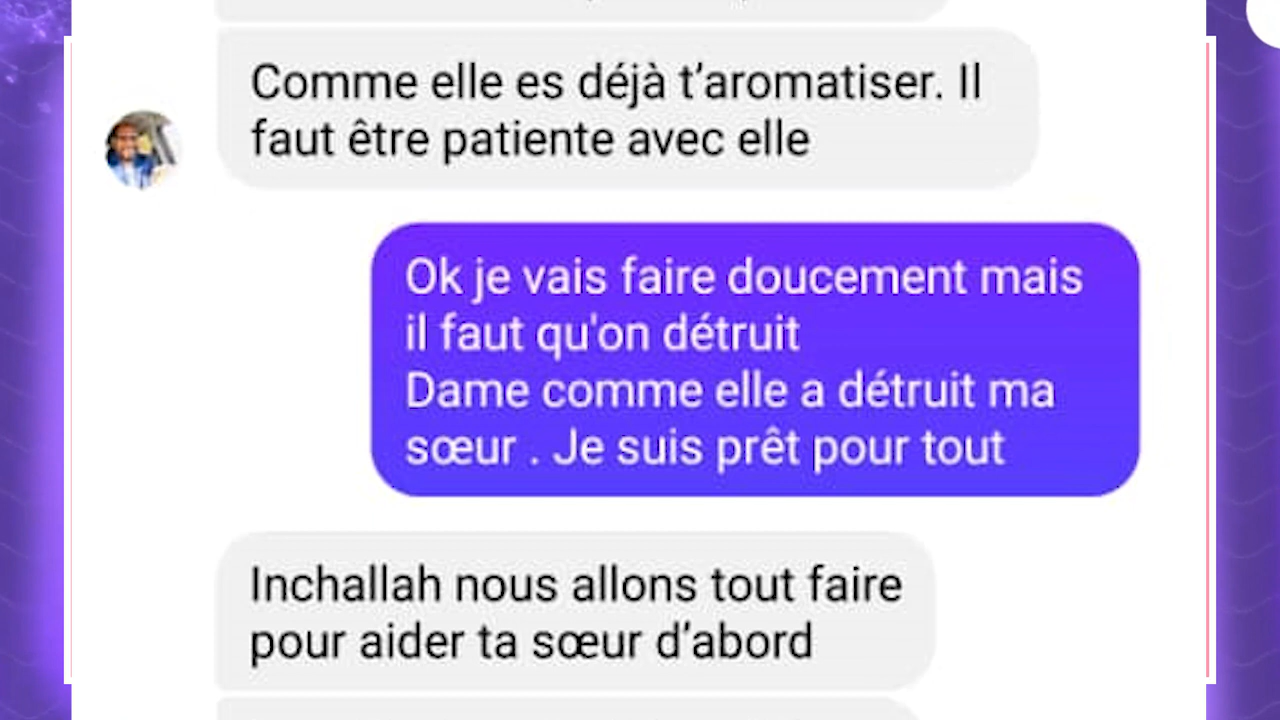 Comme elle es déjà t’aromatiser. Il
faut être patiente avec elle
Ok je vais faire doucement mais
il faut qu'on détruit
Dame comme elle a détruit ma
sœur . Je suis prêt pour tout
Inchallah nous allons tout faire
pour aider ta sœur d’abord